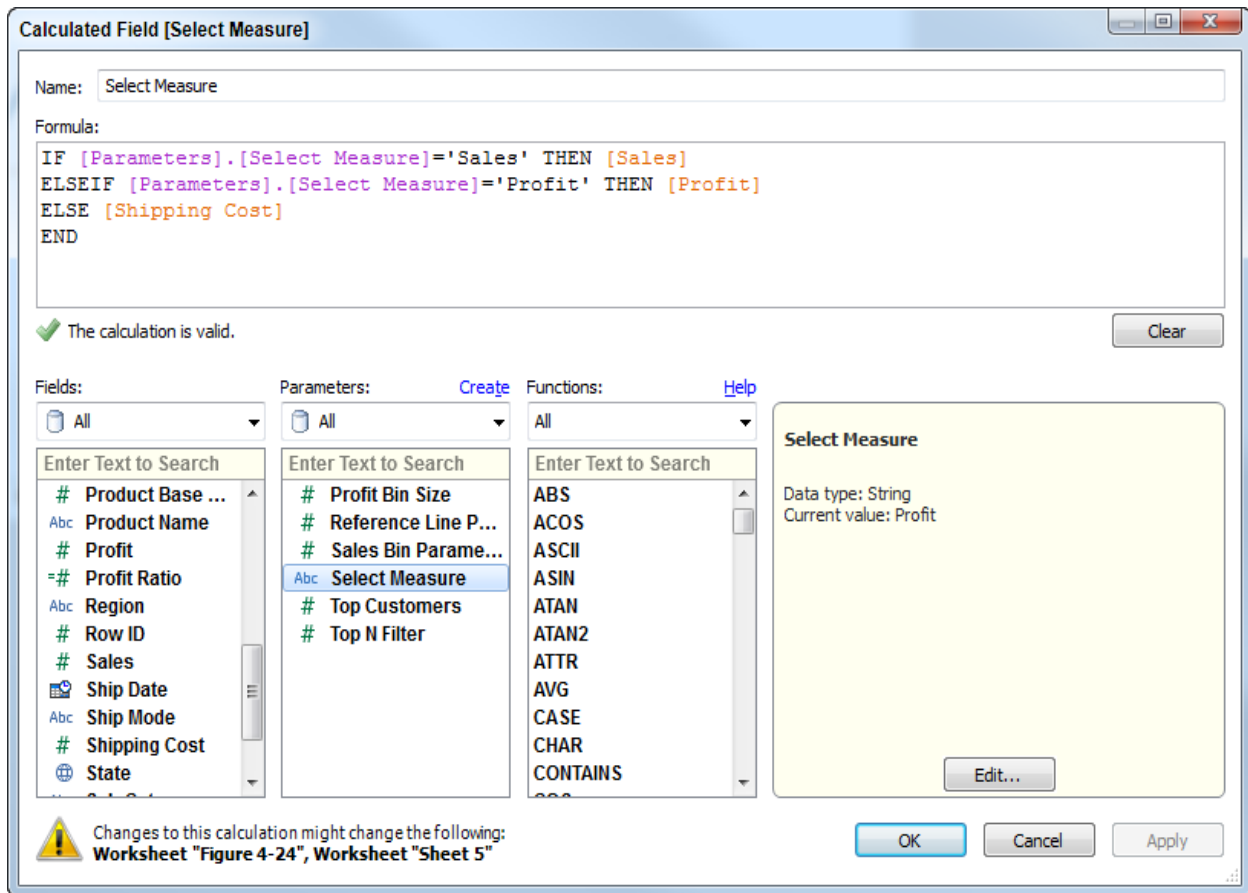 Calculated Field [Select Measure]
Name: Select Measure
Formula:
IF [Parameters].[Select Measure]='Sales' THEN [Sales]
ELSEIF [Parameters].[Select Measure]='Profit' THEN [Profit]
ELSE [Shipping Cost]
END
The calculation is valid.
Clear
Fields:
All
Enter Text to Search
# Product Base ...
Abc Product Name
# Profit
=# Profit Ratio
Abc Region
# Row ID
# Sales
Ship Date
Abc Ship Mode
# Shipping Cost
State
Parameters: Create
All
Enter Text to Search
# Profit Bin Size
# Reference Line P...
# Sales Bin Parame...
Abc Select Measure
# Top Customers
# Top N Filter
Functions: Help
All
Enter Text to Search
ABS
ACOS
ASCII
ASIN
ATAN
ATAN2
ATTR
AVG
CASE
CHAR
CONTAINS
Select Measure
Data type: String
Current value: Profit
Edit...
Changes to this calculation might change the following:
Worksheet "Figure 4-24", Worksheet "Sheet 5"
OK
Cancel
Apply